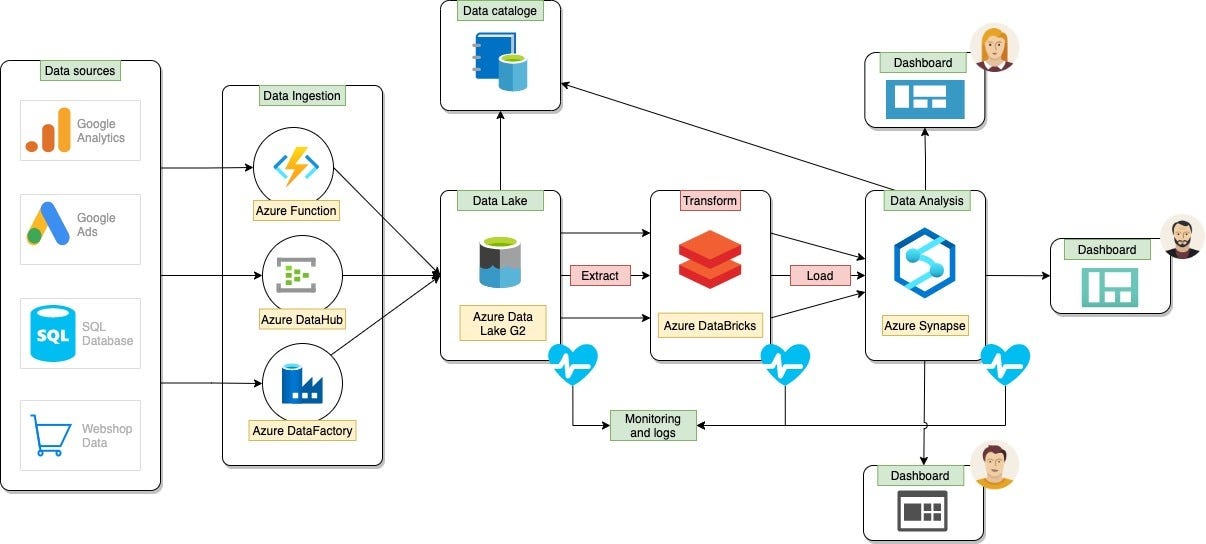 Data cataloge
Dashboard
Data sources
Google
Analytics
Google
Ads
SQL
SQL
Database
Webshop
Data
Data Ingestion
Azure Function
Azure DataHub
Azure DataFactory
Data Lake
Azure Data
Lake G2
Extract
Transform
Azure DataBricks
Load
Data Analysis
Azure Synapse
Dashboard
Monitoring
and logs
Dashboard